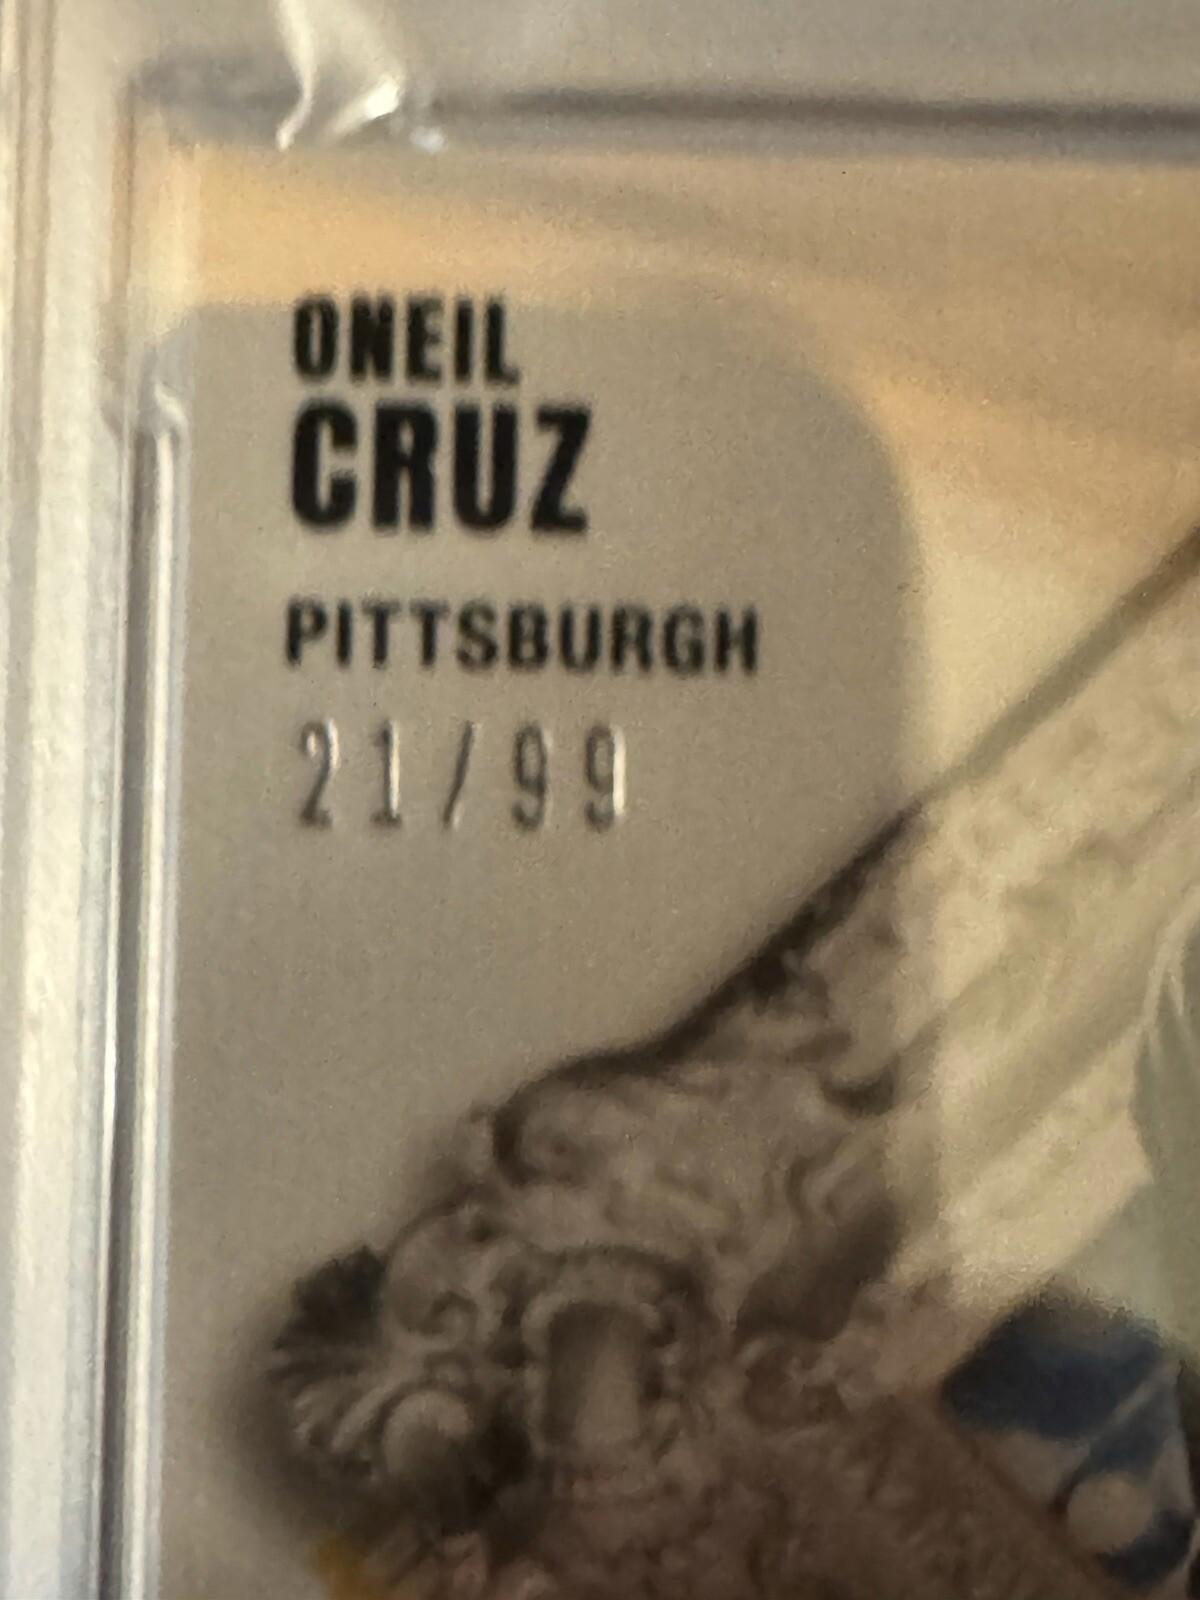 ONEIL
CRUZ
PITTSBURGH
21/99